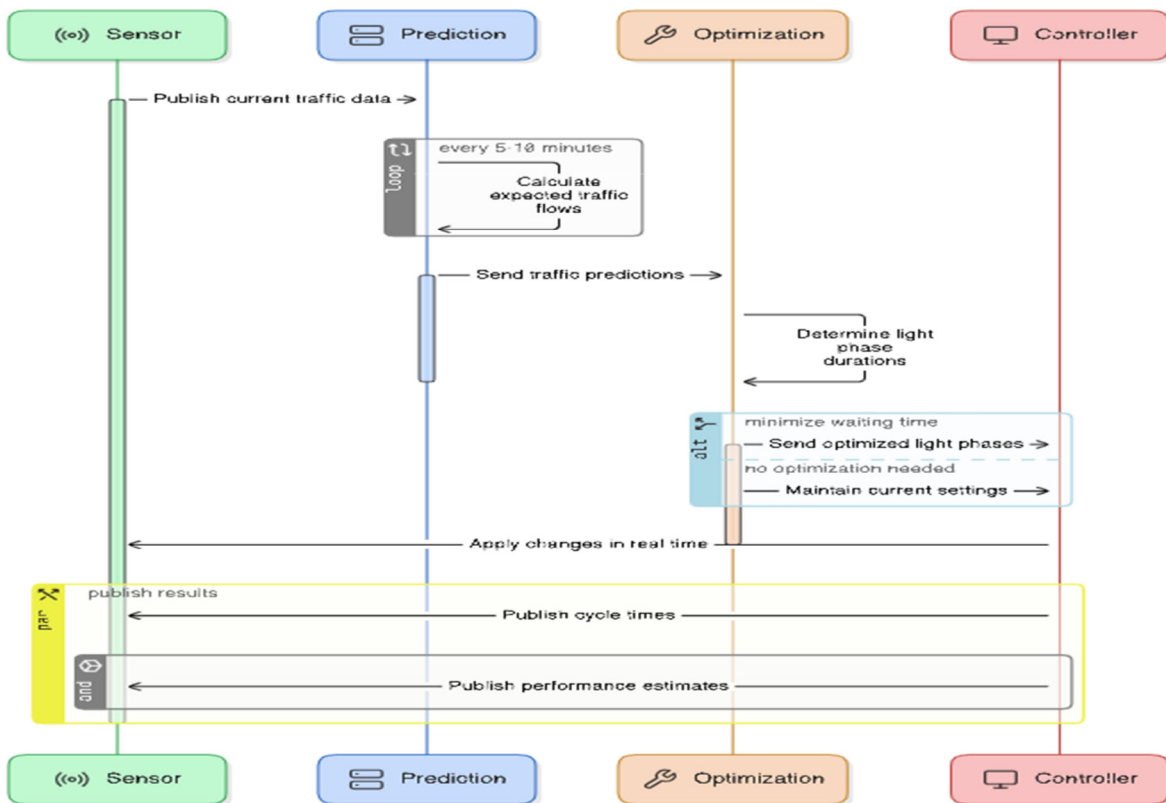 Sensor
Prediction
Optimization
Controller
Publish current traffic data
loop
every 5-10 minutes
Calculate
expected traffic
flows
Send traffic predictions
Determine light
phase
durations
alt
minimize waiting time
Send optimized light phases
no optimization needed
Maintain current settings
Apply changes in real time
par
publish results
Publish cycle times
and
Publish performance estimates
Sensor
Prediction
Optimization
Controller